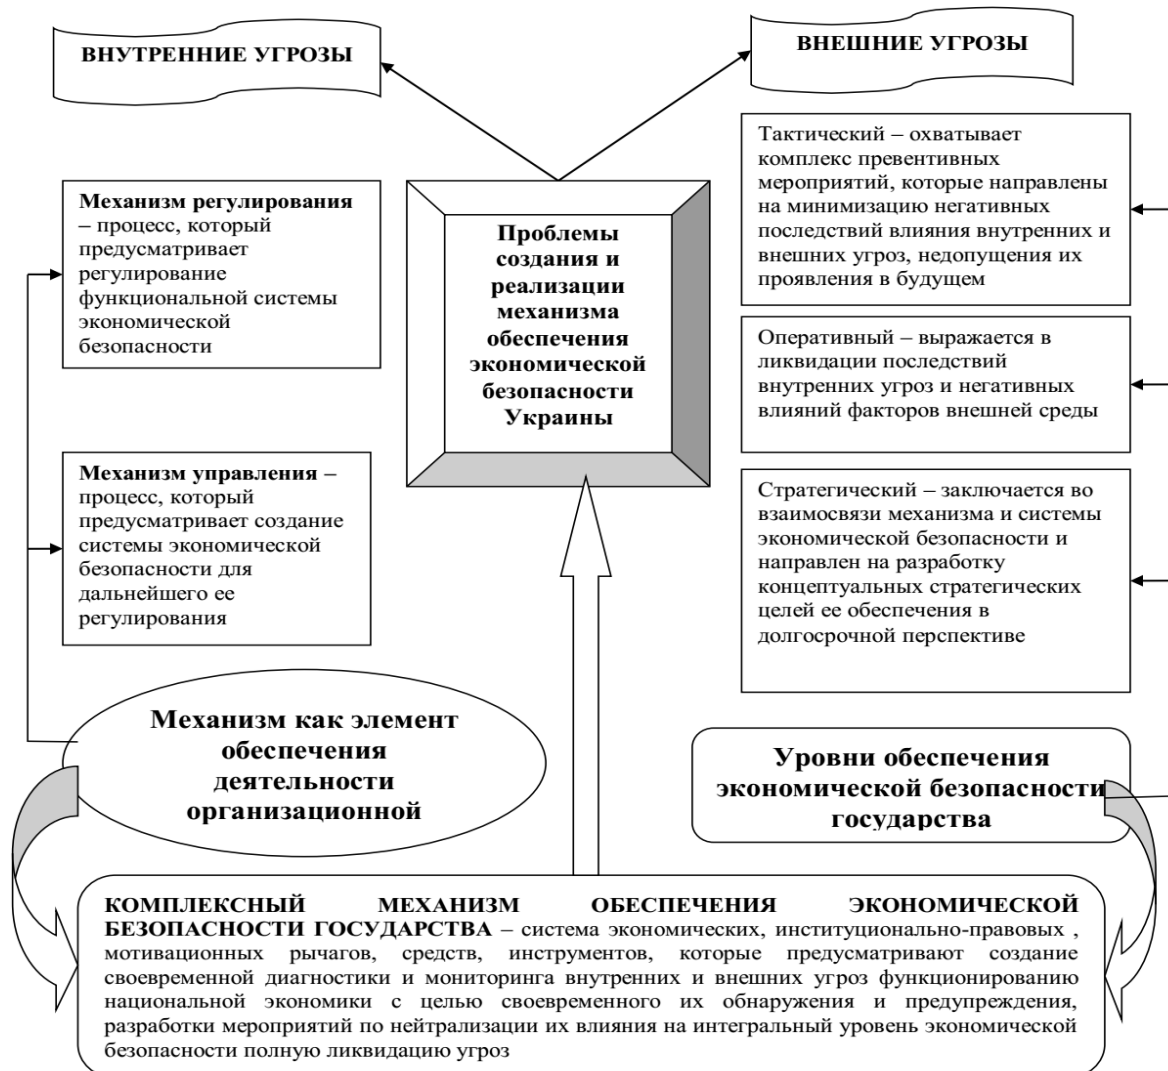 ВНУТРЕННИЕ УГРОЗЫ
ВНЕШНИЕ УГРОЗЫ
Механизм регулирования
– процесс, который
предусматривает
регулирование
функциональной системы
экономической
безопасности
Механизм управления –
процесс, который
предусматривает создание
системы экономической
безопасности для
дальнейшего ее
регулирования
Проблемы
создания и
реализации
механизма
обеспечения
экономической
безопасности
Украины
Тактический – охватывает
комплекс превентивных
мероприятий, которые направлены
на минимизацию негативных
последствий влияния внутренних и
внешних угроз, недопущения их
проявления в будущем
Оперативный – выражается в
ликвидации последствий
внутренних угроз и негативных
влияний факторов внешней среды
Стратегический – заключается во
взаимосвязи механизма и системы
экономической безопасности и
направлен на разработку
концептуальных стратегических
целей ее обеспечения в
долгосрочной перспективе
Механизм как элемент
обеспечения
деятельности
организационной
Уровни обеспечения
экономической безопасности
государства
КОМПЛЕКСНЫЙ МЕХАНИЗМ ОБЕСПЕЧЕНИЯ ЭКОНОМИЧЕСКОЙ
БЕЗОПАСНОСТИ ГОСУДАРСТВА – система экономических, институционально-правовых ,
мотивационных рычагов, средств, инструментов, которые предусматривают создание
своевременной диагностики и мониторинга внутренних и внешних угроз функционированию
национальной экономики с целью своевременного их обнаружения и предупреждения,
разработки мероприятий по нейтрализации их влияния на интегральный уровень экономической
безопасности полную ликвидацию угроз